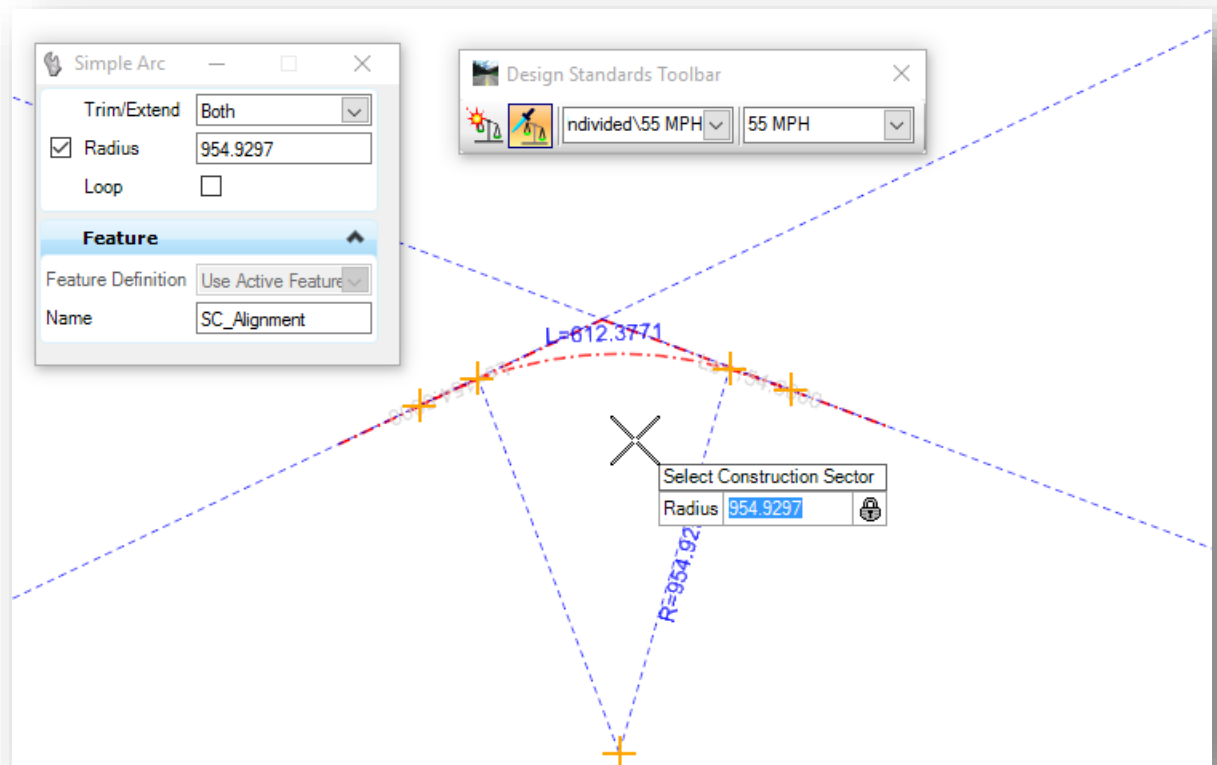 Simple Arc
Trim/Extend Both
Radius 954.9297
Loop
Feature
Feature Definition Use Active Feature
Name SC_Alignment
Design Standards Toolbar
ndivided\55 MPH 55 MPH
L=612.3771
Select Construction Sector
Radius 954.9297
R=954.92